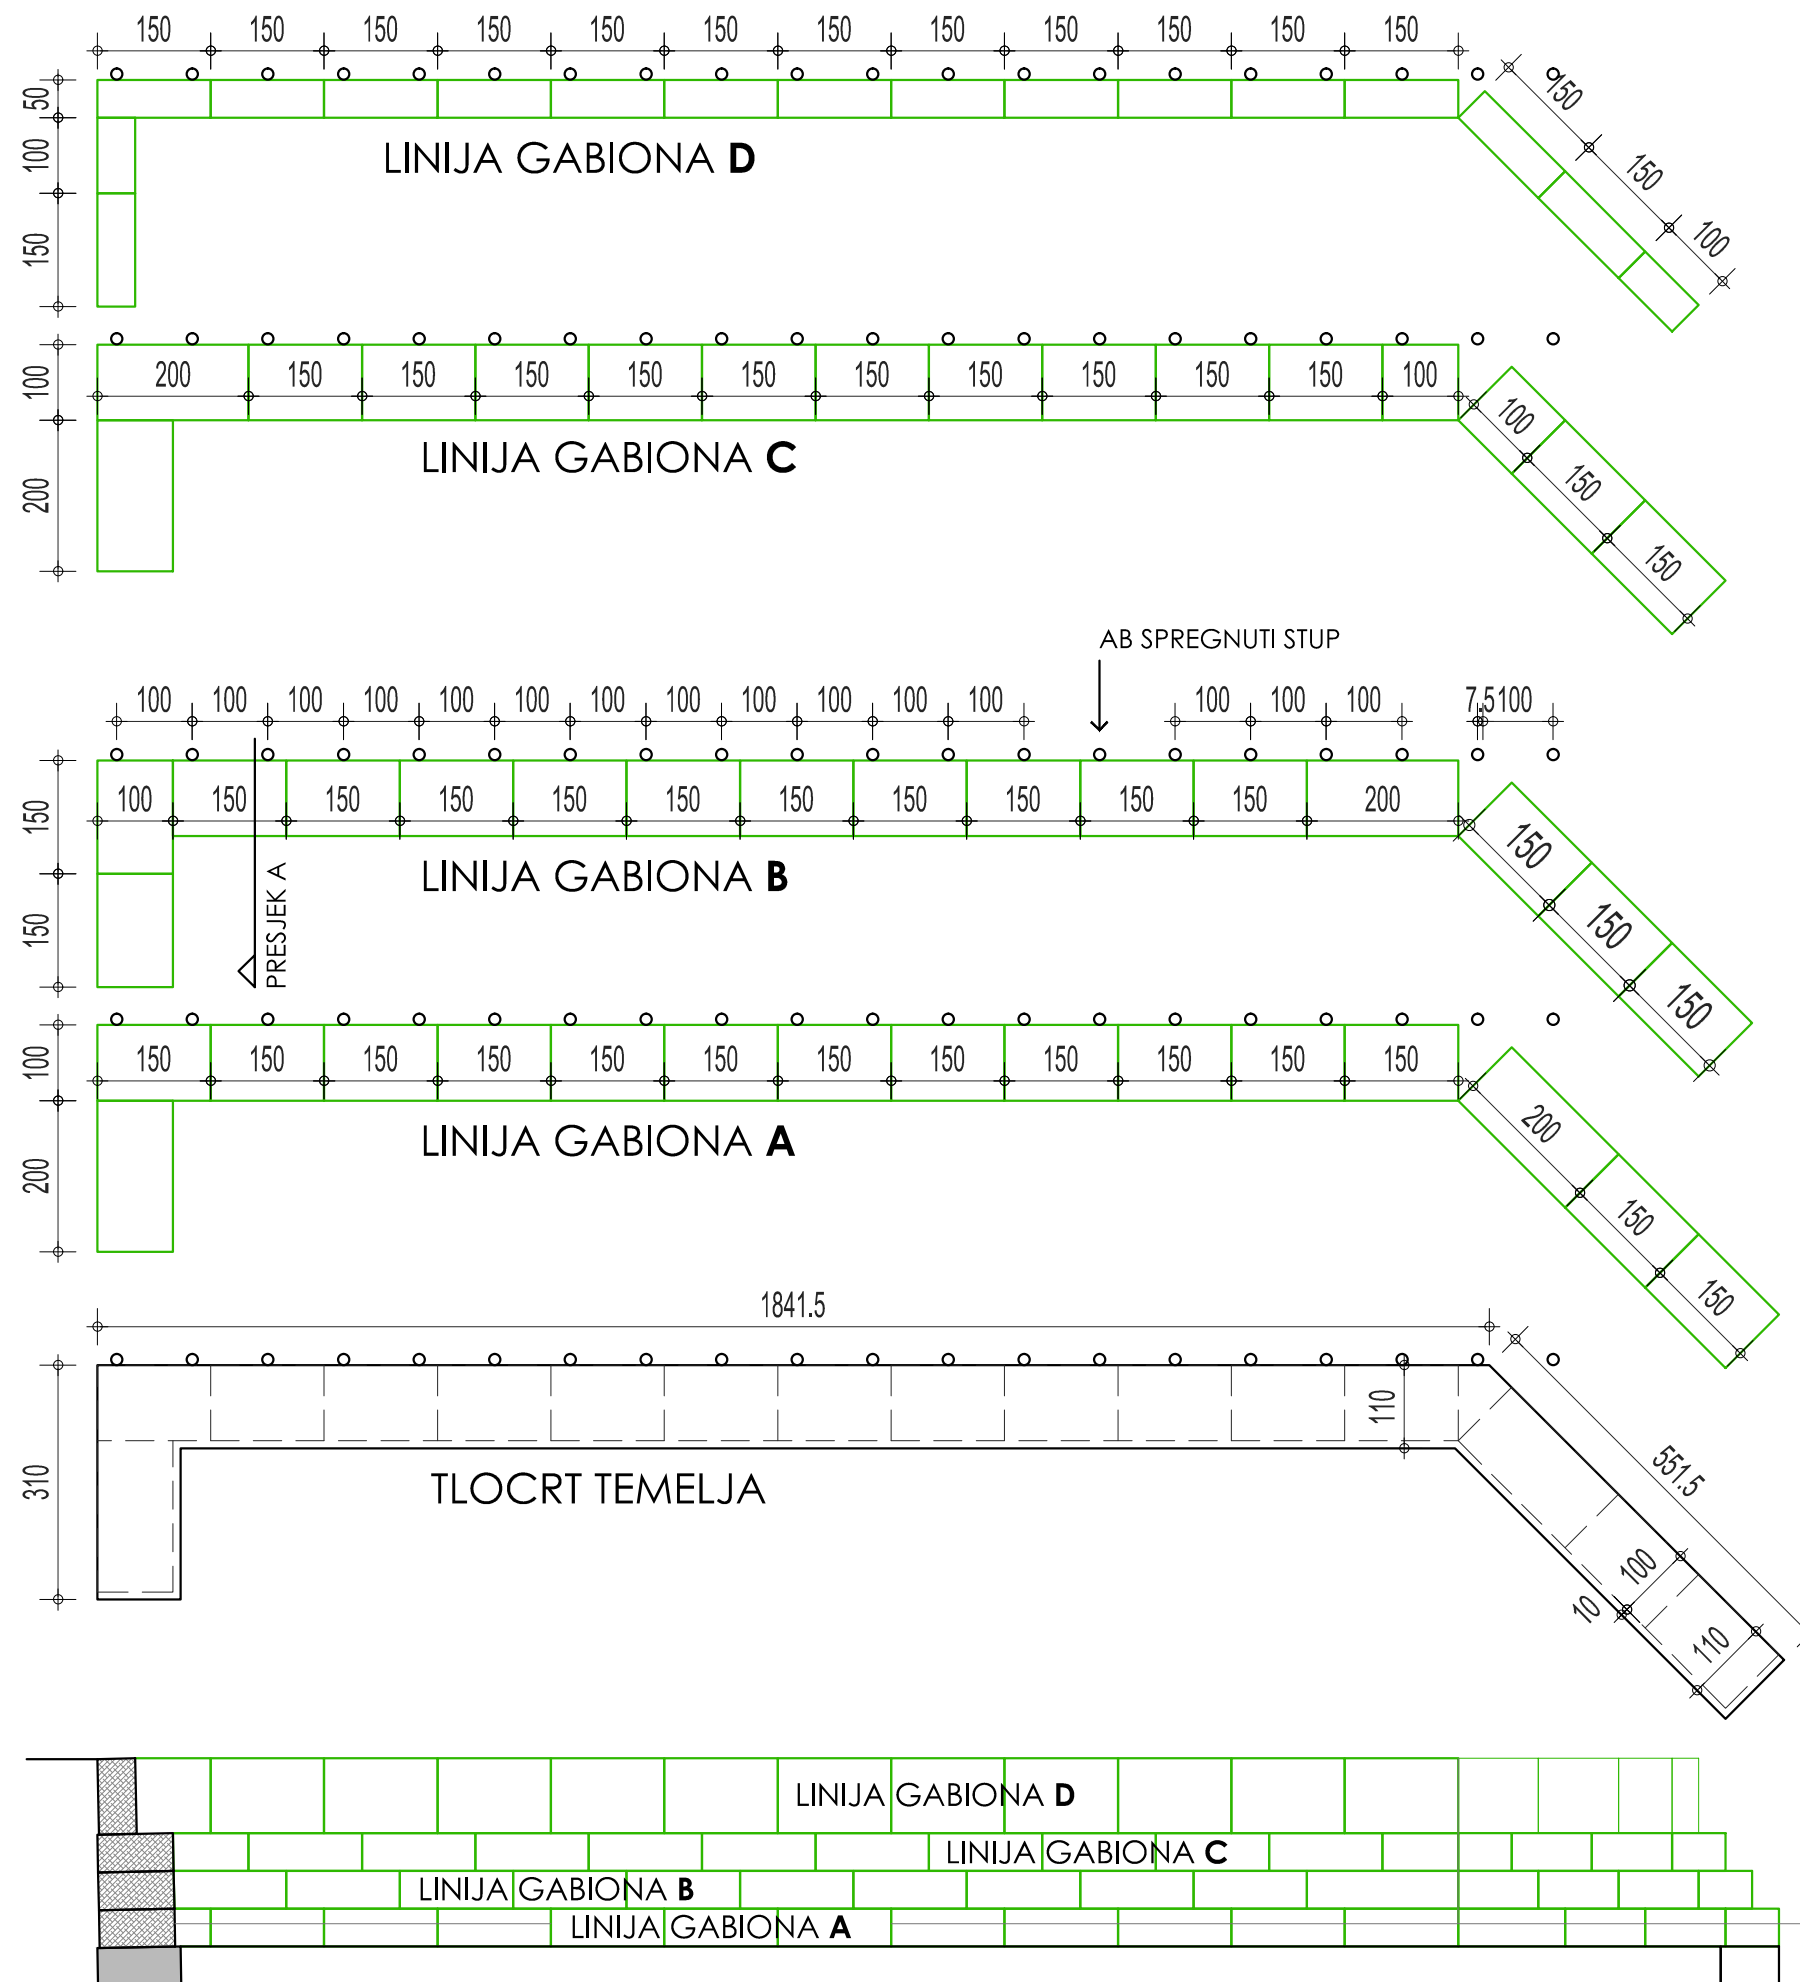 150 150 150 150 150 150 150 150 150 150 150 150
50
100
150
150
150
100
LINIJA GABIONA D
100
200
200 150 150 150 150 150 150 150 150 150 150 100
100
150
150
LINIJA GABIONA C
AB SPREGNUTI STUP
100 100 100 100 100 100 100 100 100 100 100 100 100 100 100 7.5 100
150
150
100 150 150 150 150 150 150 150 150 150 150 200
150
150
150
LINIJA GABIONA B
PRESJEK A
100
200
150 150 150 150 150 150 150 150 150 150 150 150
200
150
150
LINIJA GABIONA A
1841.5
310
110
551.5
100
10
110
TLOCRT TEMELJA
LINIJA GABIONA D
LINIJA GABIONA C
LINIJA GABIONA B
LINIJA GABIONA A